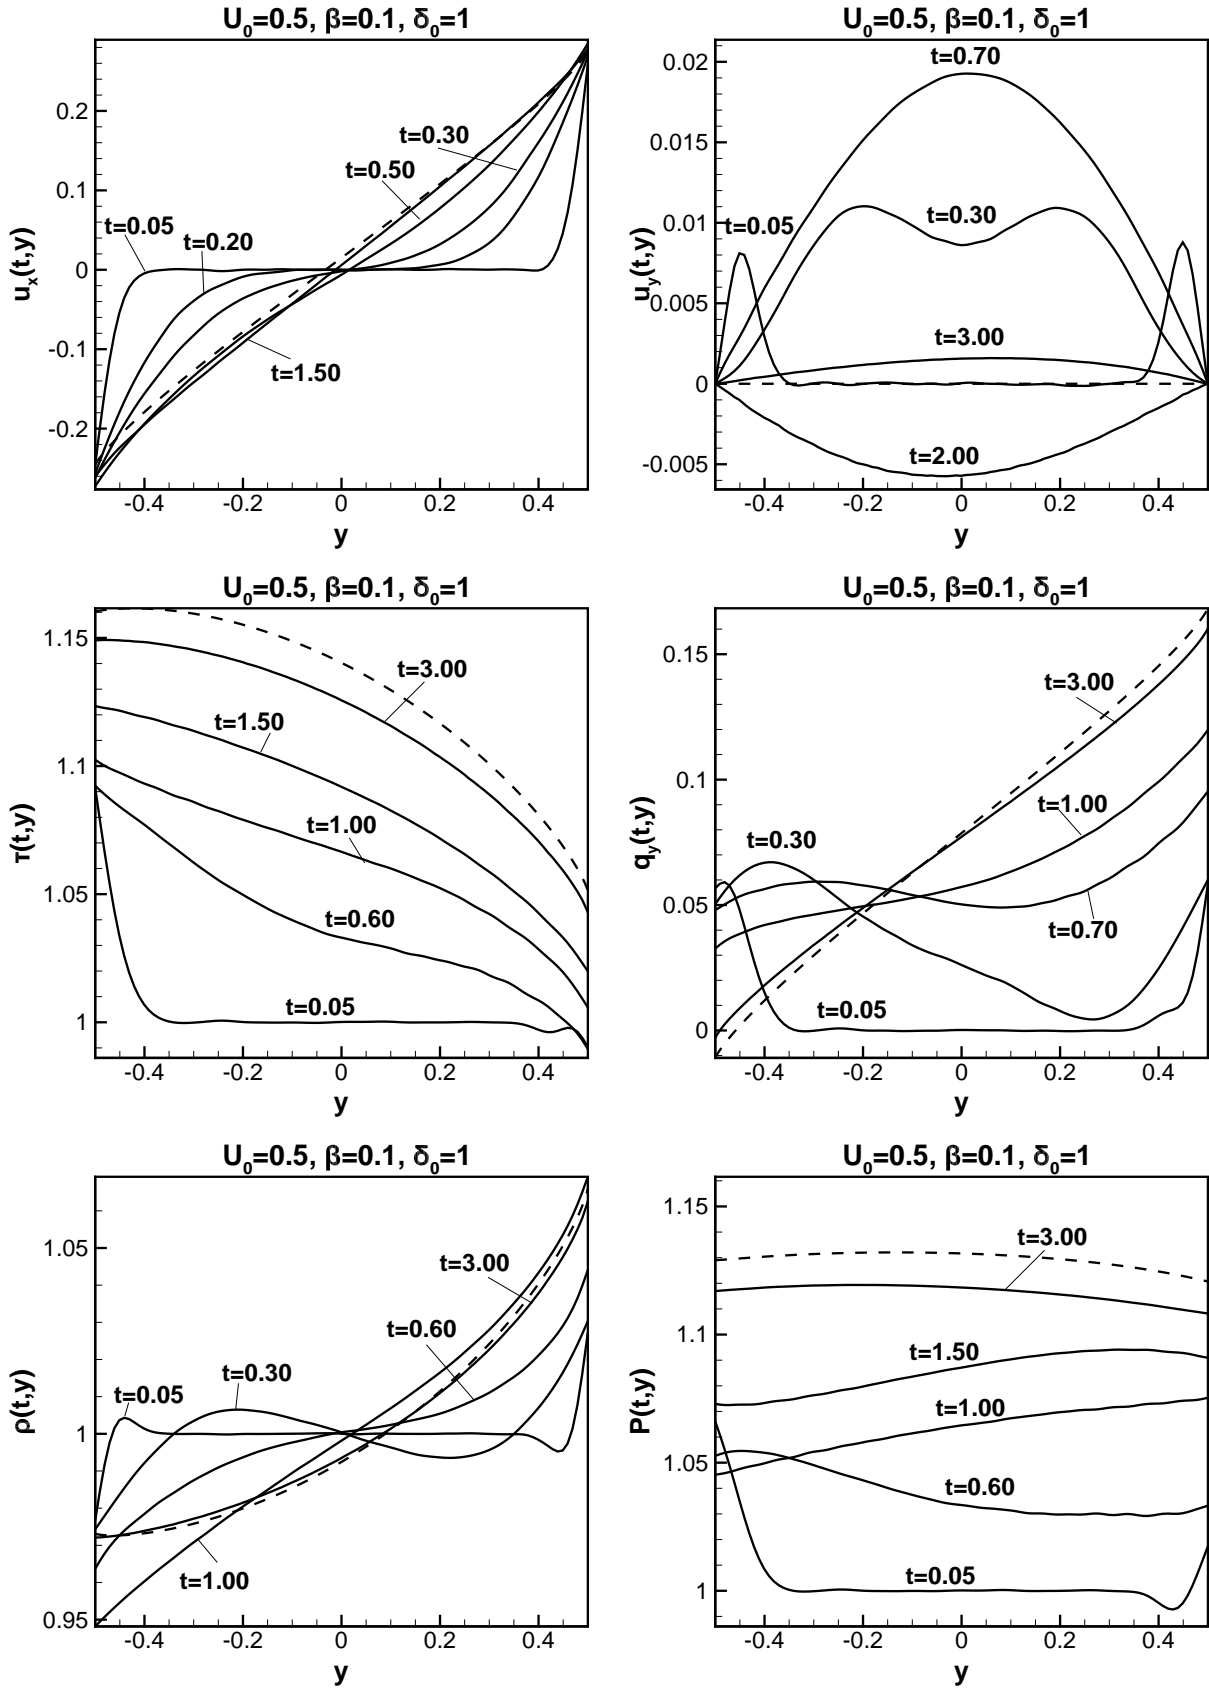 U₀=0.5, β=0.1, δ₀=1
uₓ(t,y)
0.2
0.1
0
-0.1
-0.2
t=0.30
t=0.50
t=0.05
t=0.20
t=1.50
-0.4 -0.2 0 0.2 0.4
y
U₀=0.5, β=0.1, δ₀=1
u_y(t,y)
0.02
0.015
0.01
0.005
0
-0.005
t=0.70
t=0.05
t=0.30
t=3.00
t=2.00
-0.4 -0.2 0 0.2 0.4
y
U₀=0.5, β=0.1, δ₀=1
τ(t,y)
1.15
1.1
1.05
1
t=3.00
t=1.50
t=1.00
t=0.60
t=0.05
-0.4 -0.2 0 0.2 0.4
y
U₀=0.5, β=0.1, δ₀=1
q_y(t,y)
0.15
0.1
0.05
0
t=3.00
t=1.00
t=0.30
t=0.70
t=0.05
-0.4 -0.2 0 0.2 0.4
y
U₀=0.5, β=0.1, δ₀=1
ρ(t,y)
1.05
1
0.95
t=3.00
t=0.60
t=0.30
t=0.05
t=1.00
-0.4 -0.2 0 0.2 0.4
y
U₀=0.5, β=0.1, δ₀=1
P(t,y)
1.15
1.1
1.05
1
t=3.00
t=1.50
t=1.00
t=0.60
t=0.05
-0.4 -0.2 0 0.2 0.4
y